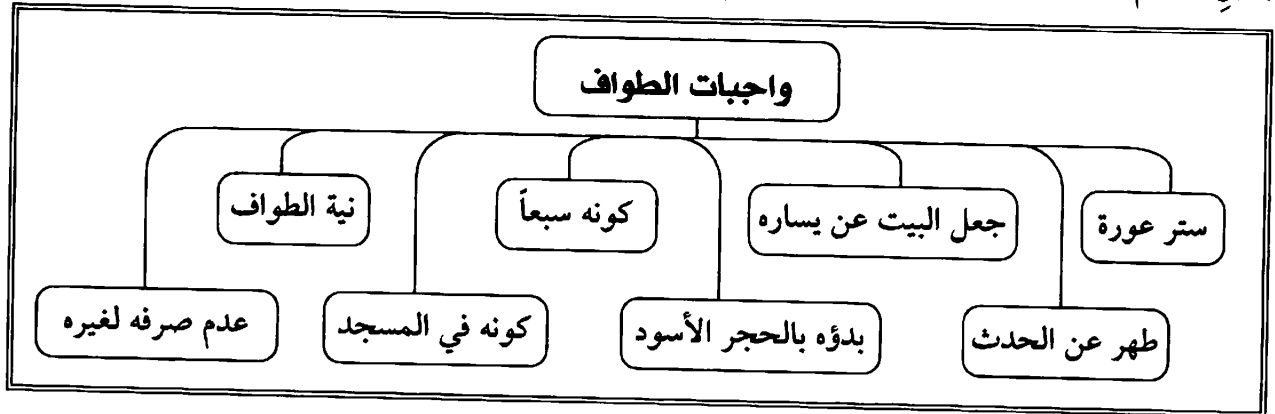 واجبات الطواف
ستر عورة
جعل البيت عن يساره
كونه سبعاً
نية الطواف
طهر عن الحدث
بدؤه بالحجر الأسود
كونه في المسجد
عدم صرفه لغيره